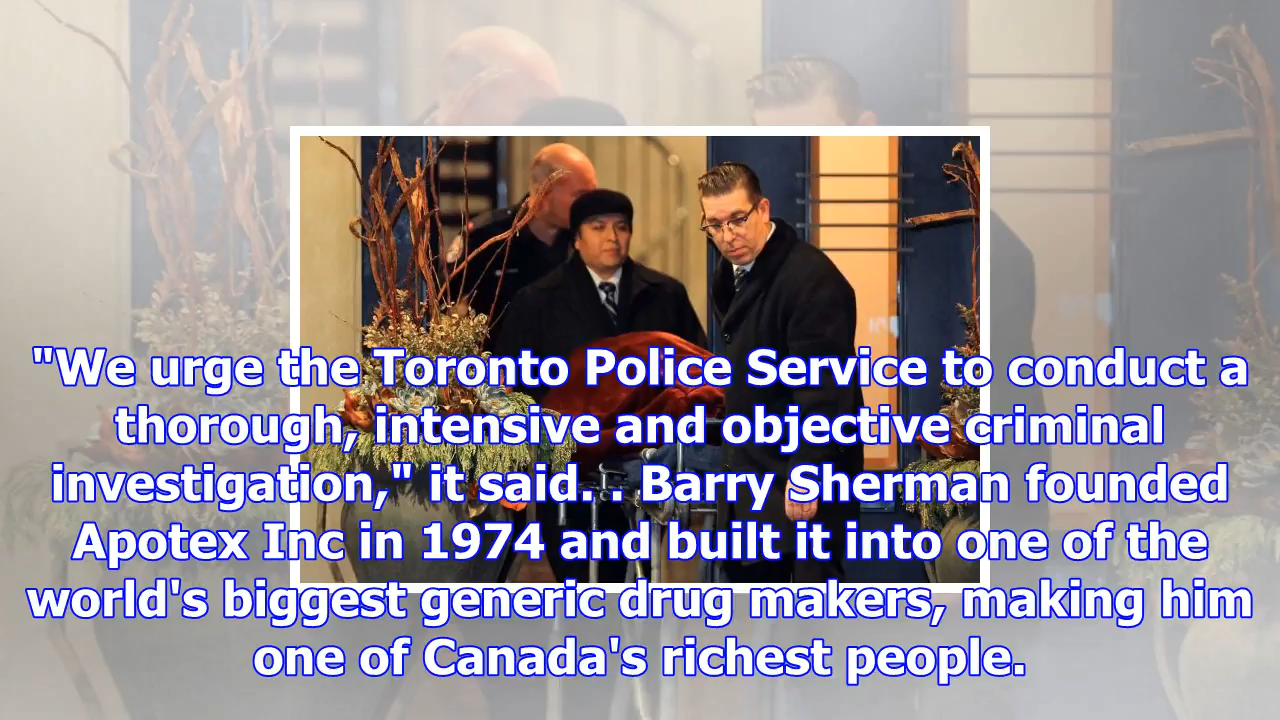 "We urge the Toronto Police Service to conduct a
thorough, intensive and objective criminal
investigation," it said. . Barry Sherman founded
Apotex Inc in 1974 and built it into one of the
world's biggest generic drug makers, making him
one of Canada's richest people.